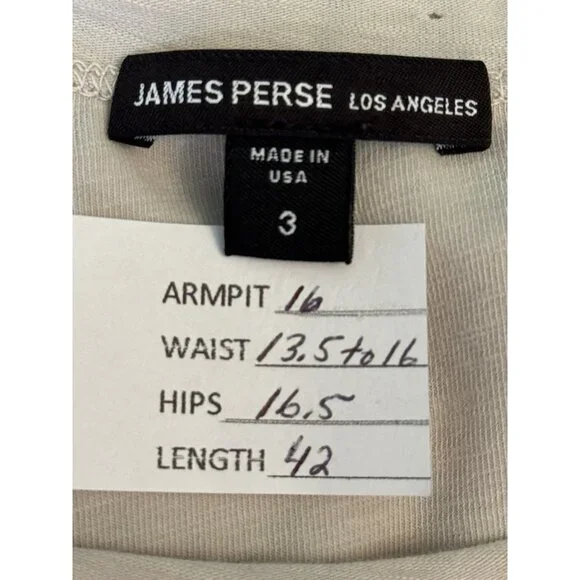 JAMES PERSE LOS ANGELES
MADE IN
USA
3
ARMPIT 16
WAIST 13.5 to 16
HIPS 16.5
LENGTH 42